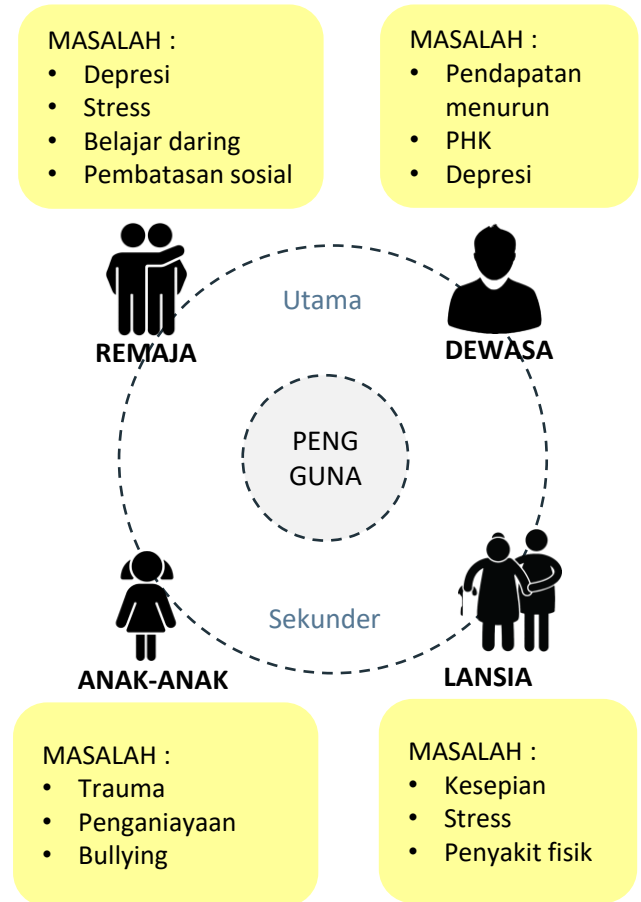 MASALAH :
• Depresi
• Stress
• Belajar daring
• Pembatasan sosial
MASALAH :
• Pendapatan
menurun
• PHK
• Depresi
Utama
REMAJA
DEWASA
PENG
GUNA
Sekunder
ANAK-ANAK
LANSIA
MASALAH :
• Trauma
• Penganiayaan
• Bullying
MASALAH :
• Kesepian
• Stress
• Penyakit fisik